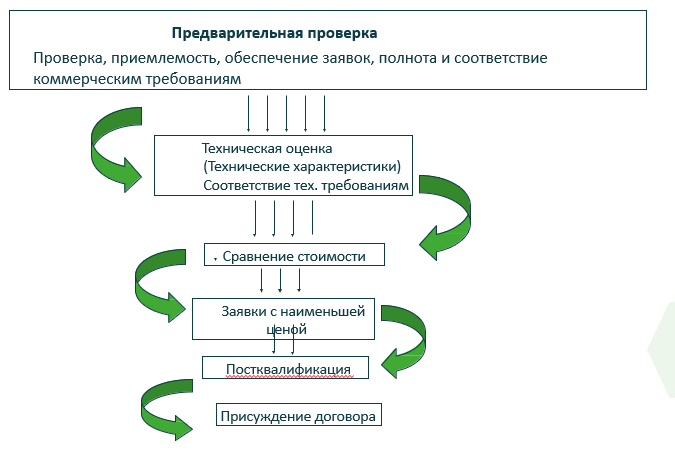 Предварительная проверка
Проверка, приемлемость, обеспечение заявок, полнота и соответствие
коммерческим требованиям
Техническая оценка
(Технические характеристики)
Соответствие тех. требованиям
Сравнение стоимости
Заявки с наименьшей
ценой
Постквалификация
Присуждение договора